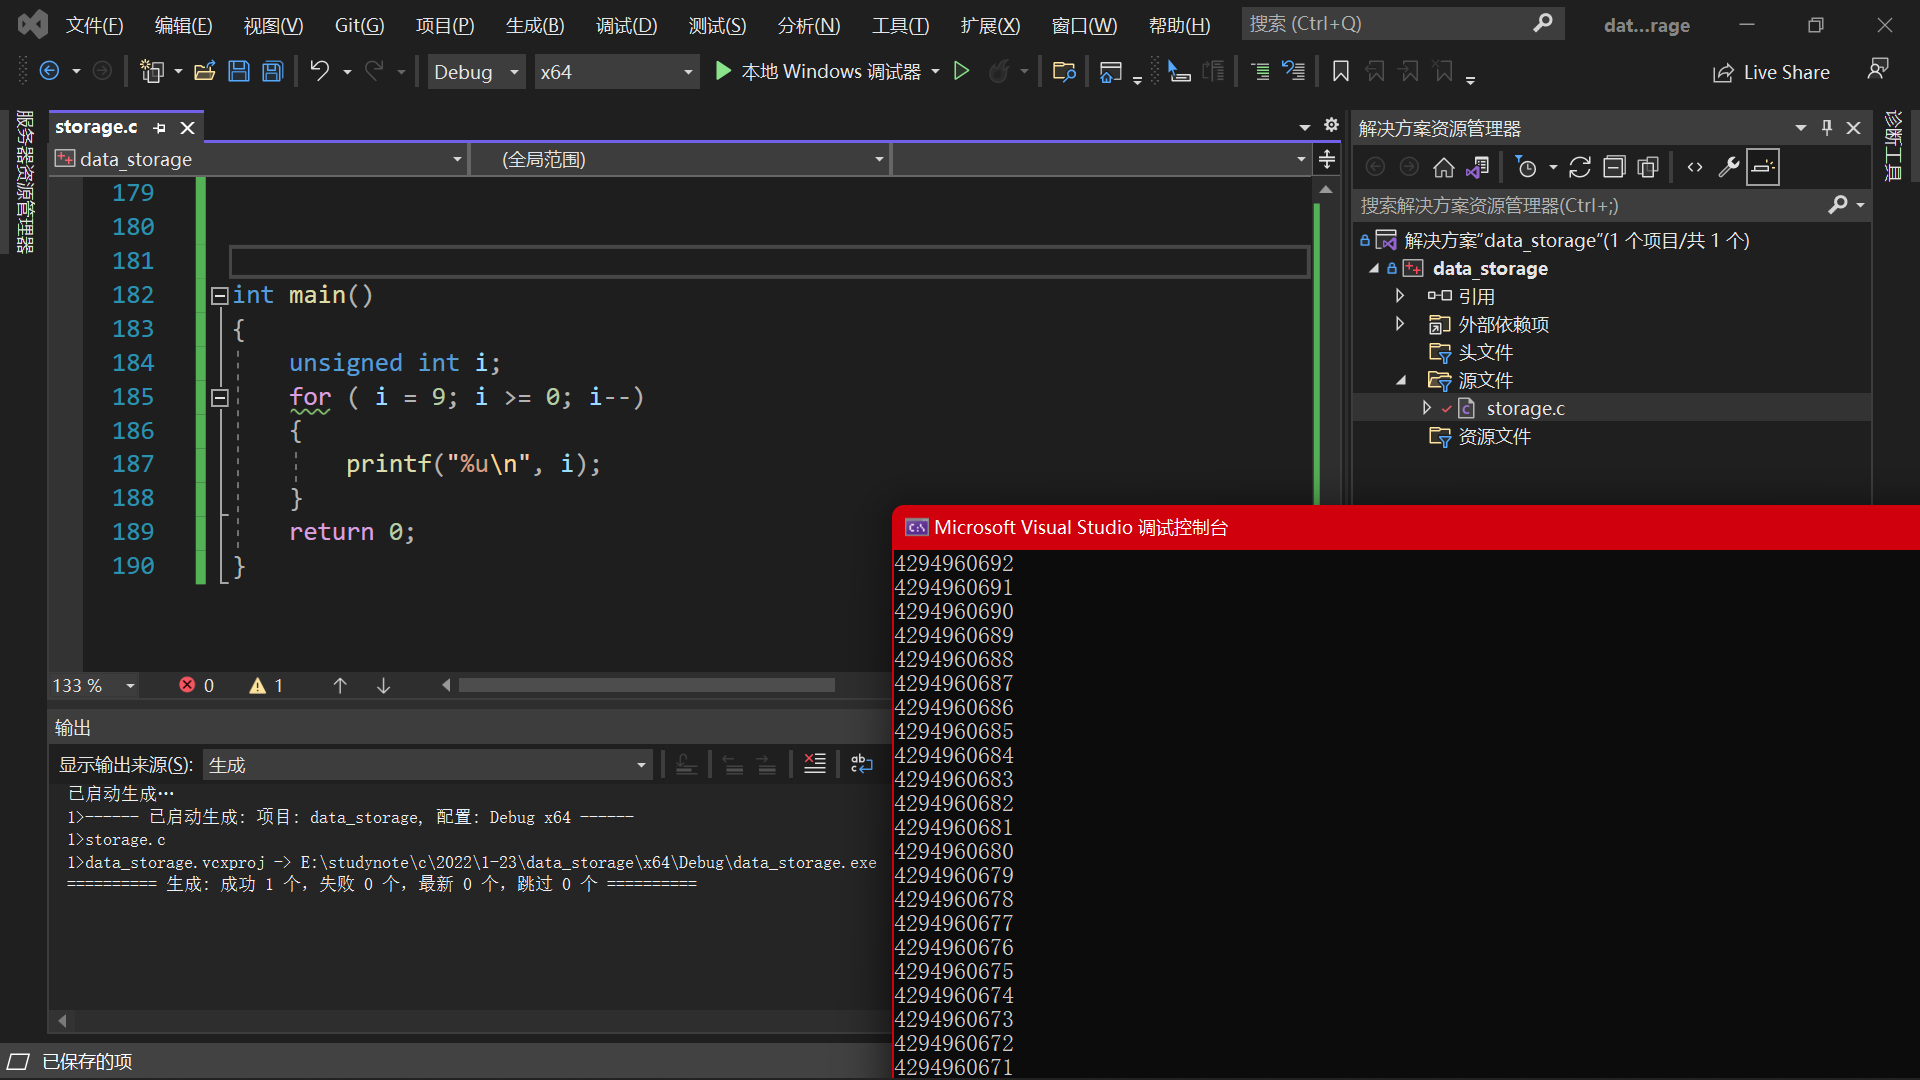 文件(F) 编辑(E) 视图(V) Git(G) 项目(P) 生成(B) 调试(D) 测试(S) 分析(N) 工具(T) 扩展(X) 窗口(W) 帮助(H) 搜索 (Ctrl+Q) dat...rage
Debug x64 本地 Windows 调试器 Live Share
服务器资源管理器
storage.c
data_storage (全局范围)
179
180
181
182 int main()
183 {
184 unsigned int i;
185 for ( i = 9; i >= 0; i--)
186 {
187 printf("%u\n", i);
188 }
189 return 0;
190 }
133 % 0 1
输出
显示输出来源(S): 生成
已启动生成…
1>------ 已启动生成: 项目: data_storage, 配置: Debug x64 ------
1>storage.c
1>data_storage.vcxproj -> E:\studynote\c\2022\1-23\data_storage\x64\Debug\data_storage.exe
========== 生成: 成功 1 个，失败 0 个，最新 0 个，跳过 0 个 ==========
已保存的项
解决方案资源管理器
搜索解决方案资源管理器(Ctrl+;)
解决方案“data_storage”(1 个项目/共 1 个)
data_storage
引用
外部依赖项
头文件
源文件
storage.c
资源文件
诊断工具
Microsoft Visual Studio 调试控制台
4294960692
4294960691
4294960690
4294960689
4294960688
4294960687
4294960686
4294960685
4294960684
4294960683
4294960682
4294960681
4294960680
4294960679
4294960678
4294960677
4294960676
4294960675
4294960674
4294960673
4294960672
4294960671